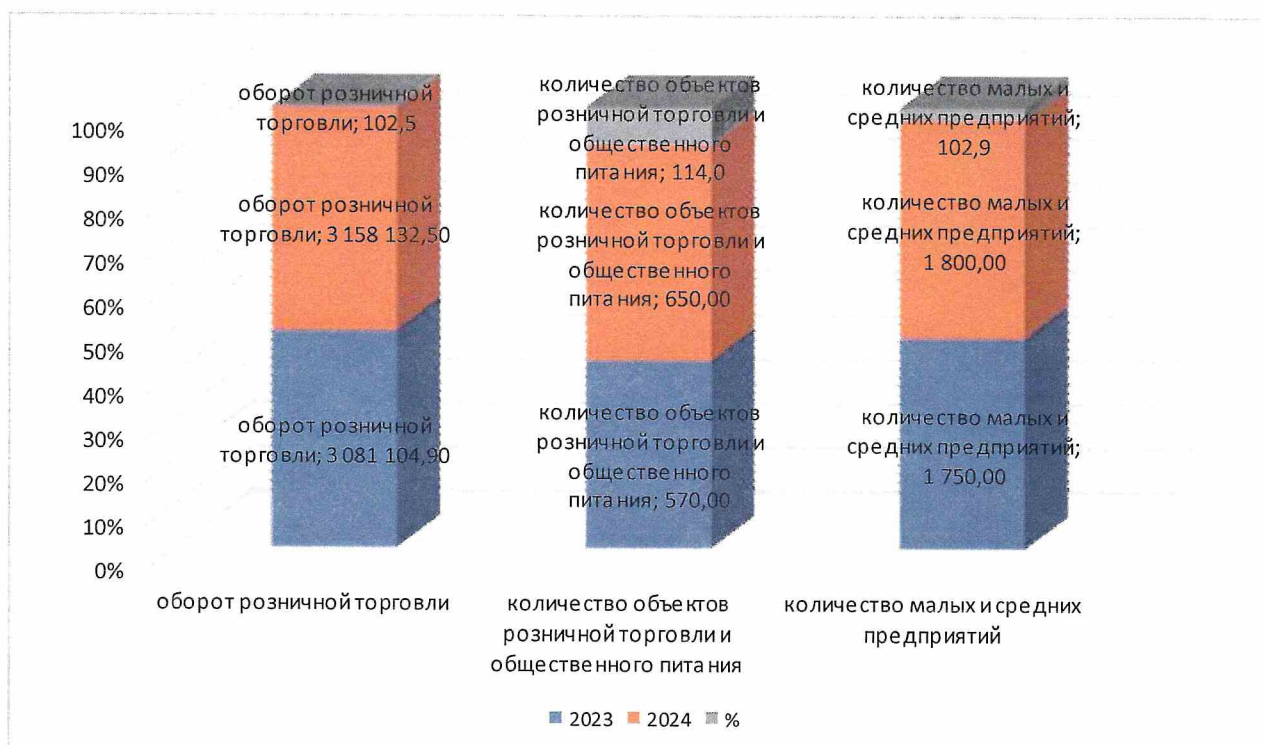 100%
90%
80%
70%
60%
50%
40%
30%
20%
10%
0%
оборот розничной
торговли; 102,5
оборот розничной
торговли; 3 158 132,50
оборот розничной
торговли; 3 081 104,90
количество объектов
розничной торговли и
общественного
питания; 114,0
количество объектов
розничной торговли и
общественного
питания; 650,00
количество объектов
розничной торговли и
общественного
питания; 570,00
количество малых и
средних предприятий;
102,9
количество малых и
средних предприятий;
1 800,00
количество малых и
средних предприятий;
1 750,00
оборот розничной торговли
количество объектов
розничной торговли и
общественного питания
количество малых и средних
предприятий
2023 2024 %